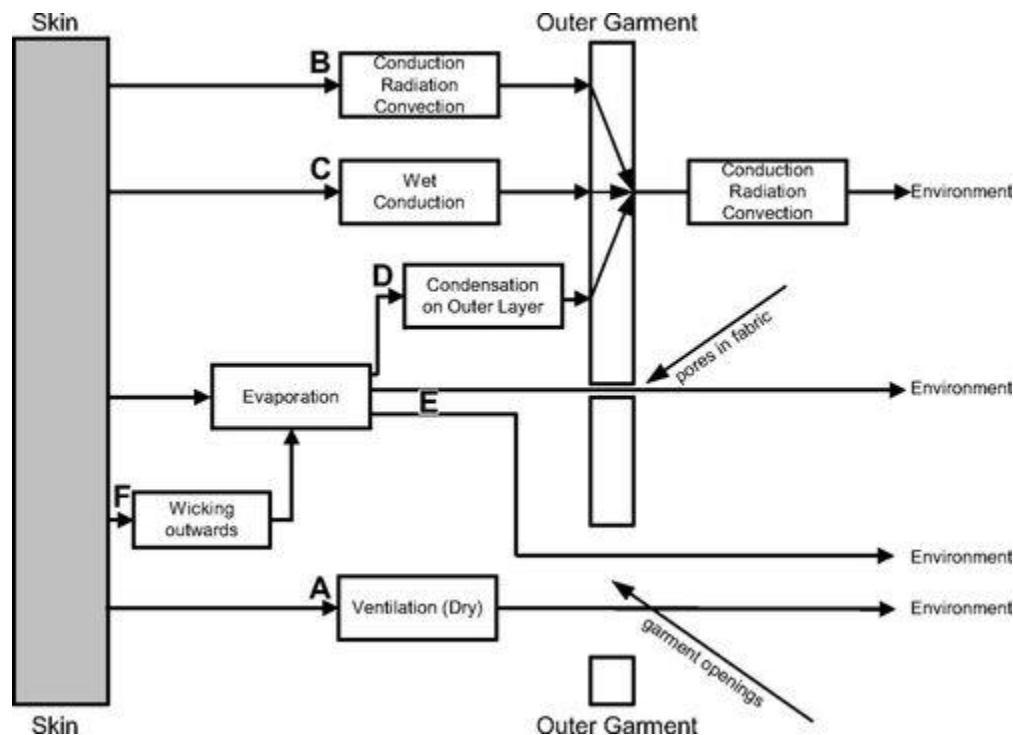 Skin
Outer Garment
B
Conduction
Radiation
Convection
C
Wet
Conduction
Conduction
Radiation
Convection
Environment
D
Condensation
on Outer Layer
pores in fabric
Evaporation
E
Environment
F
Wicking
outwards
Environment
A
Ventilation (Dry)
Environment
garment openings
Skin
Outer Garment